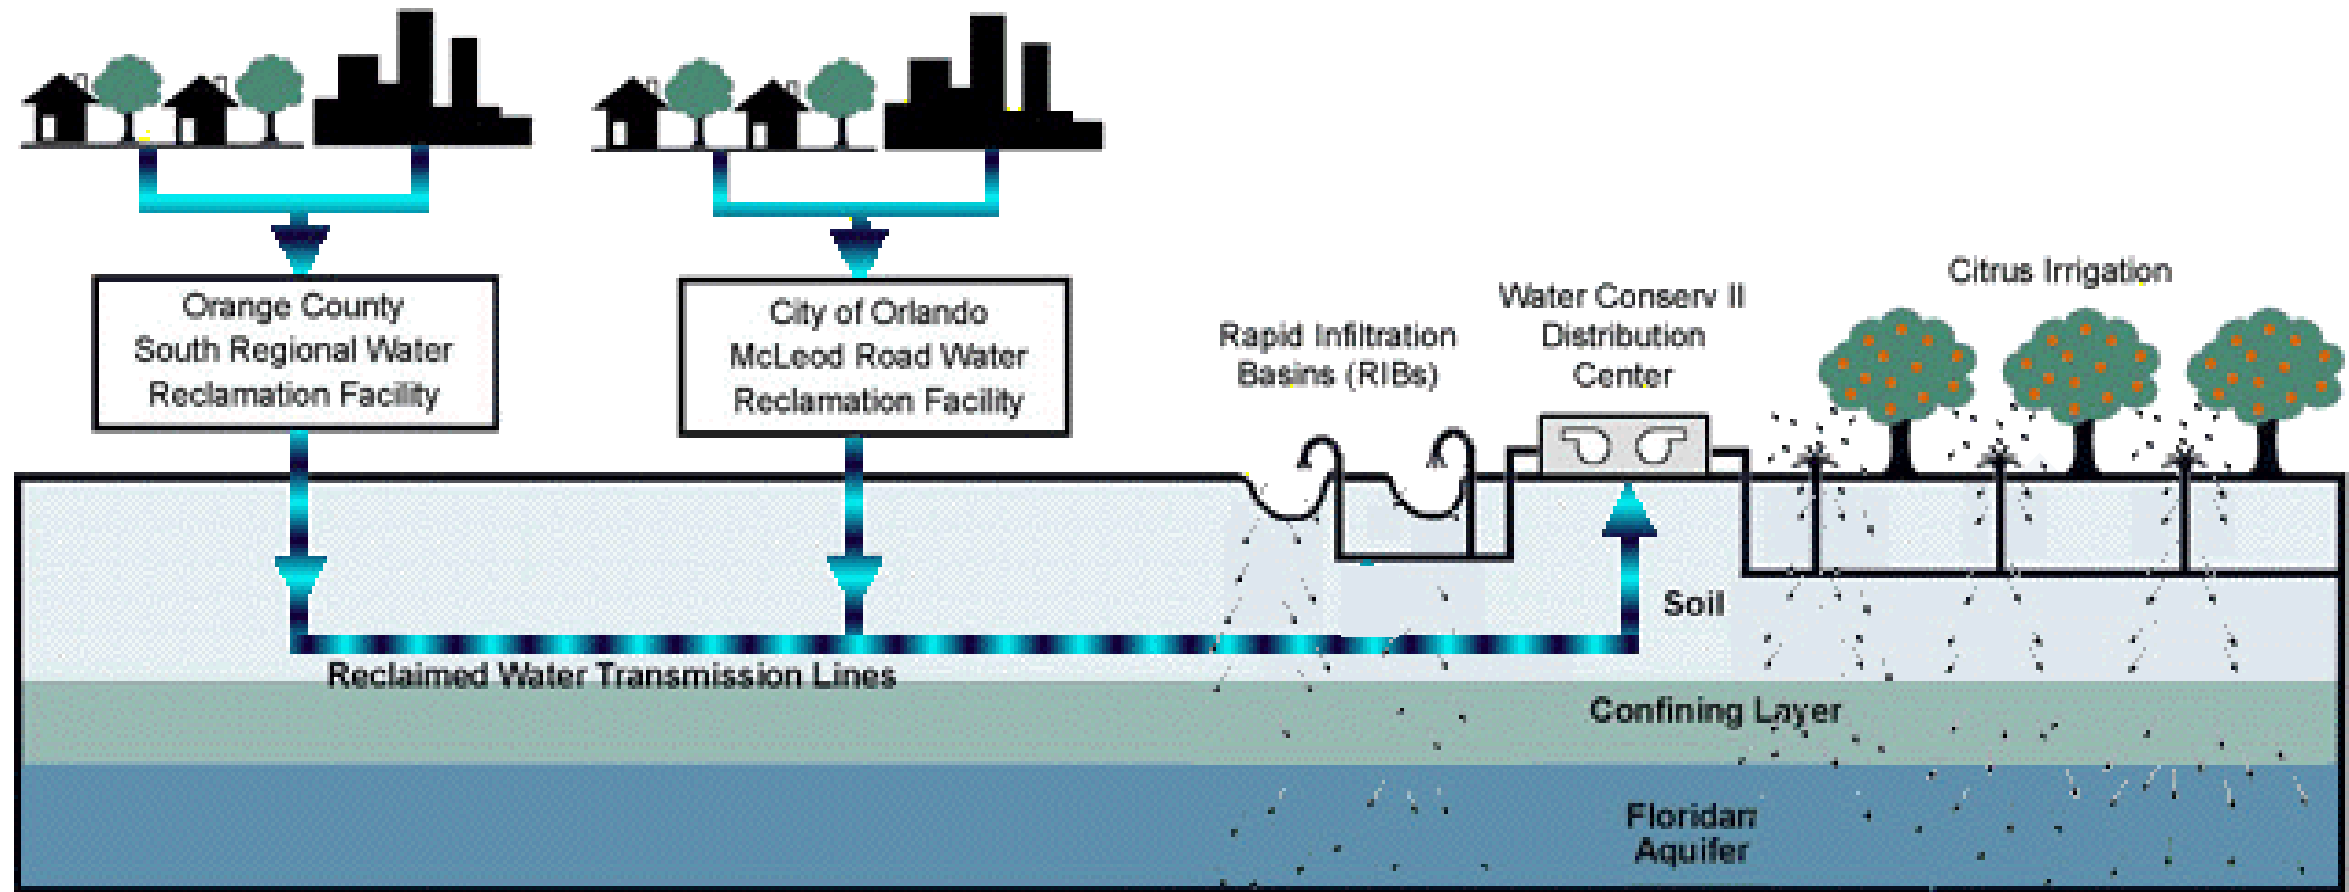 Orange County
South Regional Water
Reclamation Facility
City of Orlando
McLeod Road Water
Reclamation Facility
Rapid Infiltration
Basins (RIBs)
Water Conserv II
Distribution
Center
Citrus Irrigation
Soil
Reclaimed Water Transmission Lines
Confining Layer
Floridan
Aquifer